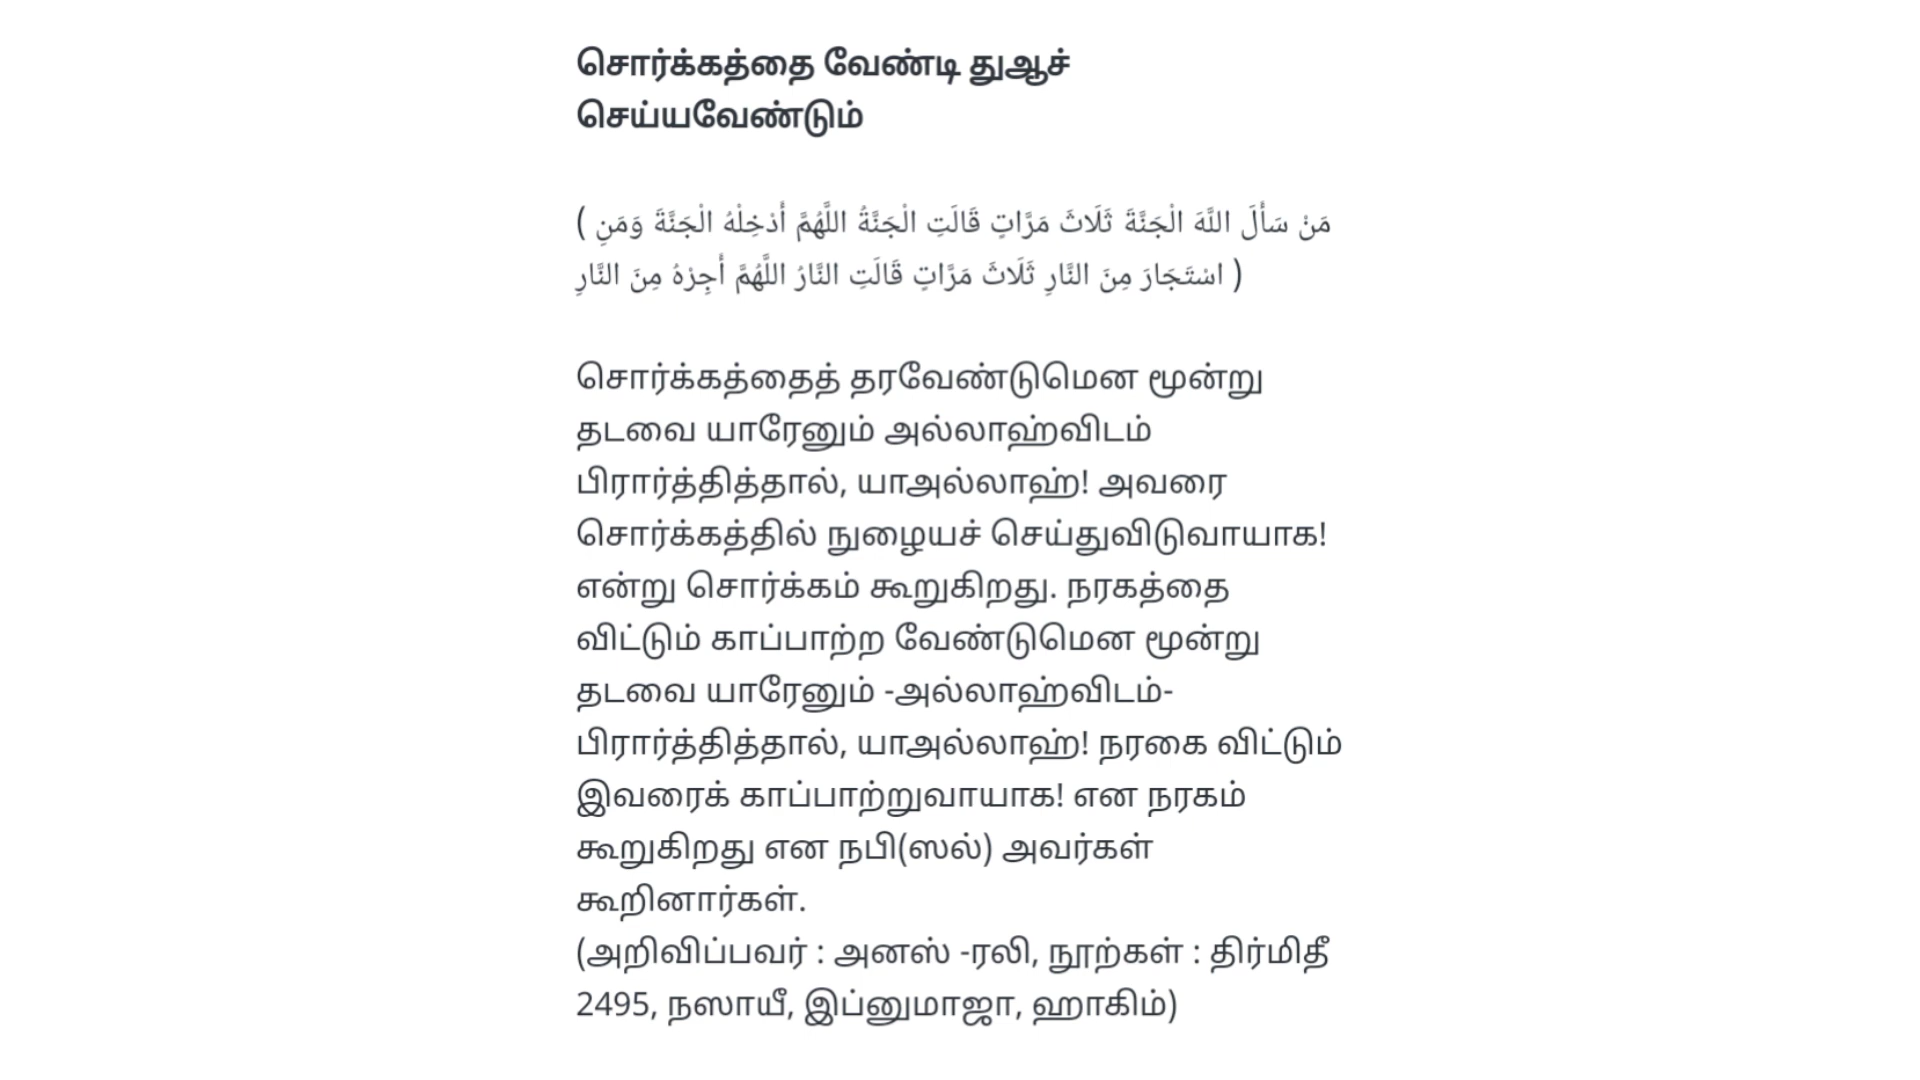 சொர்க்கத்தை வேண்டி துஆச்
செய்யவேண்டும்
( مَنْ سَأَلَ اللَّهَ الْجَنَّةَ ثَلَاثَ مَرَّاتٍ قَالَتِ الْجَنَّةُ اللَّهُمَّ أَدْخِلْهُ الْجَنَّةَ وَمَنِ
اسْتَجَارَ مِنَ النَّارِ ثَلَاثَ مَرَّاتٍ قَالَتِ النَّارُ اللَّهُمَّ أَجِرْهُ مِنَ النَّارِ )
சொர்க்கத்தைத் தரவேண்டுமென மூன்று
தடவை யாரேனும் அல்லாஹ்விடம்
பிரார்த்தித்தால், யாஅல்லாஹ்! அவரை
சொர்க்கத்தில் நுழையச் செய்துவிடுவாயாக!
என்று சொர்க்கம் கூறுகிறது. நரகத்தை
விட்டும் காப்பாற்ற வேண்டுமென மூன்று
தடவை யாரேனும் -அல்லாஹ்விடம்-
பிரார்த்தித்தால், யாஅல்லாஹ்! நரகை விட்டும்
இவரைக் காப்பாற்றுவாயாக! என நரகம்
கூறுகிறது என நபி(ஸல்) அவர்கள்
கூறினார்கள்.
(அறிவிப்பவர் : அனஸ் -ரலி, நூற்கள் : திர்மிதீ
2495, நஸாயீ, இப்னுமாஜா, ஹாகிம்)